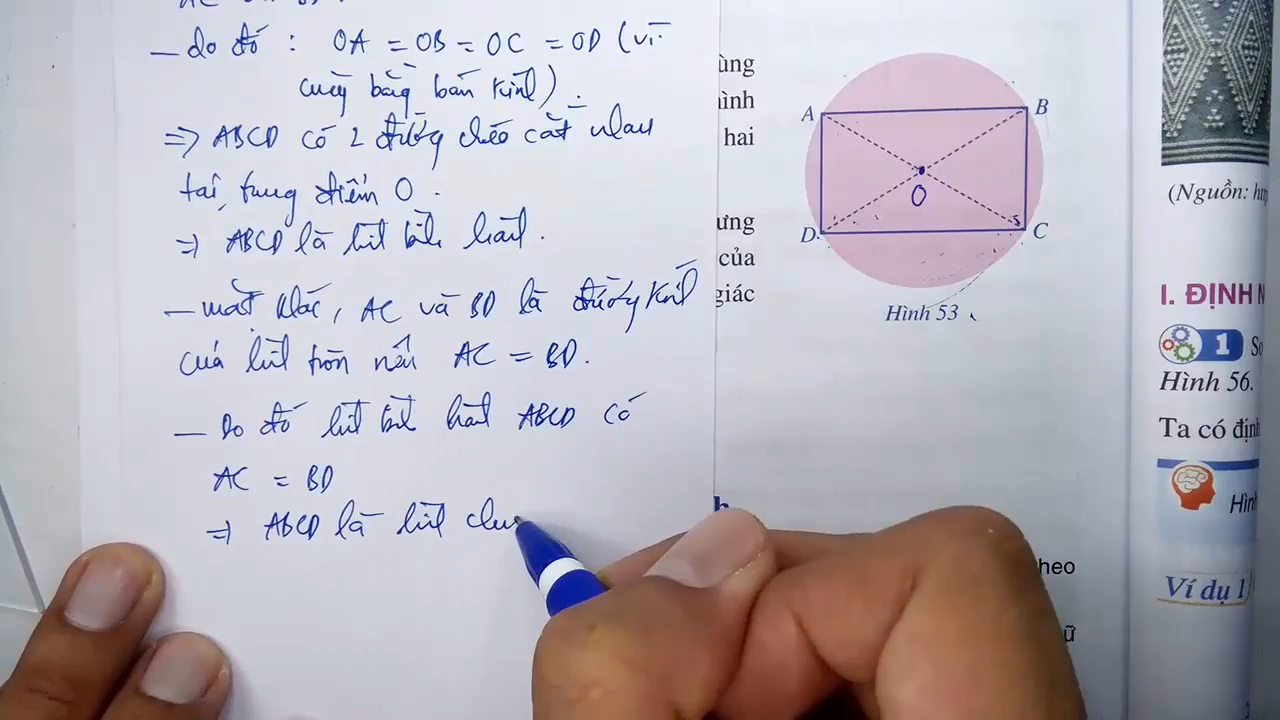 - do đó : OA = OB = OC = OD (vì
cùng bằng bán kính).
=> ABCD có 2 đường chéo cắt nhau
tại trung điểm O.
=> ABCD là hình bình hành.
- mặt khác, AC và BD là đường kính
của hình tròn nên AC = BD.
- Do đó hình bình hành ABCD có
AC = BD
=> ABCD là hình chư
ùng
hai
ưng
của
giác
A
B
O
D
C
Hình 53
(Nguồn:
I. ĐỊNH
1
Hình 56.
Ta có
Hìn
Ví dụ 1
heo